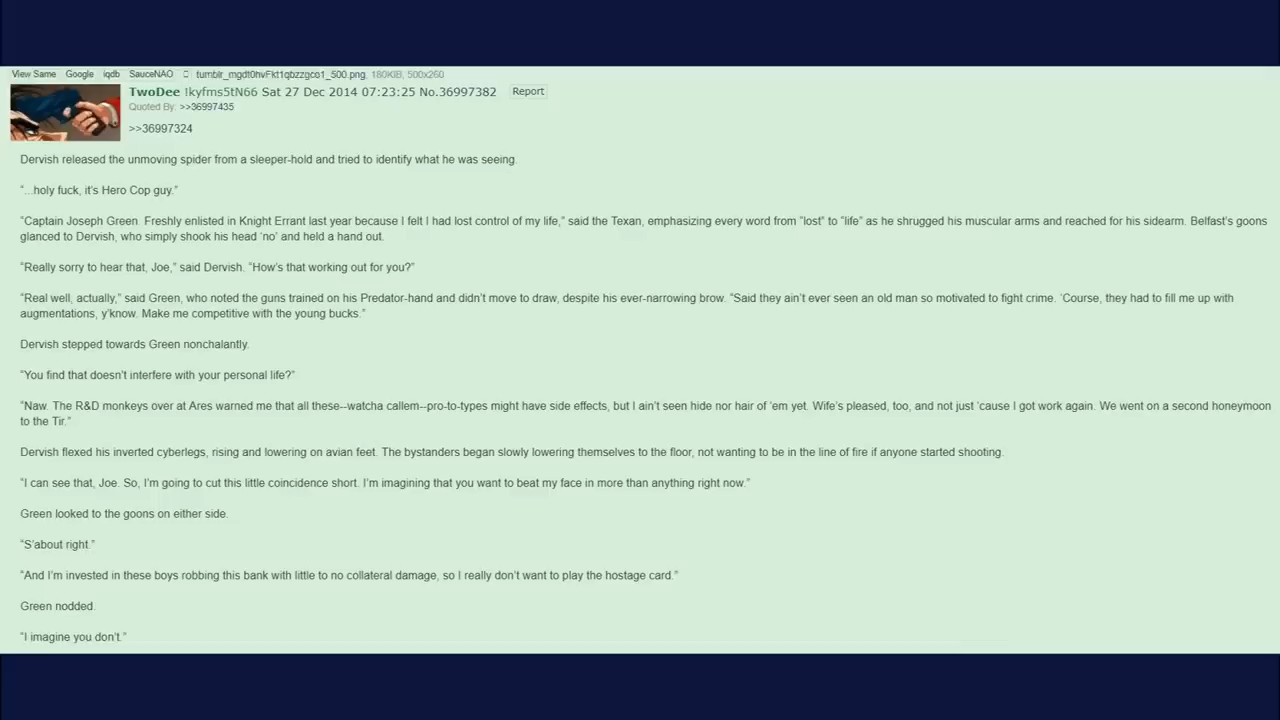 View Same Google iqdb SauceNAO tumblr_mgdt0hvFkt1qbzzgco1_500.png, 180KIB, 500x260
TwoDee !kyfms5tN66 Sat 27 Dec 2014 07:23:25 No.36997382 Report
Quoted By: >>36997435
>>36997324
Dervish released the unmoving spider from a sleeper-hold and tried to identify what he was seeing.
“...holy fuck, it’s Hero Cop guy.”
“Captain Joseph Green. Freshly enlisted in Knight Errant last year because I felt I had lost control of my life,” said the Texan, emphasizing every word from “lost” to “life” as he shrugged his muscular arms and reached for his sidearm. Belfast’s goons
glanced to Dervish, who simply shook his head ‘no’ and held a hand out.
“Really sorry to hear that, Joe,” said Dervish. “How’s that working out for you?”
“Real well, actually,” said Green, who noted the guns trained on his Predator-hand and didn’t move to draw, despite his ever-narrowing brow. “Said they ain’t ever seen an old man so motivated to fight crime. ‘Course, they had to fill me up with
augmentations, y’know. Make me competitive with the young bucks.”
Dervish stepped towards Green nonchalantly.
“You find that doesn’t interfere with your personal life?”
“Naw. The R&D monkeys over at Ares warned me that all these--watcha callem--pro-to-types might have side effects, but I ain’t seen hide nor hair of ’em yet. Wife’s pleased, too, and not just ’cause I got work again. We went on a second honeymoon
to the Tir.”
Dervish flexed his inverted cyberlegs, rising and lowering on avian feet. The bystanders began slowly lowering themselves to the floor, not wanting to be in the line of fire if anyone started shooting.
“I can see that, Joe. So, I’m going to cut this little coincidence short. I’m imagining that you want to beat my face in more than anything right now.”
Green looked to the goons on either side.
“S’about right.”
“And I’m invested in these boys robbing this bank with little to no collateral damage, so I really don’t want to play the hostage card.”
Green nodded.
“I imagine you don’t.”